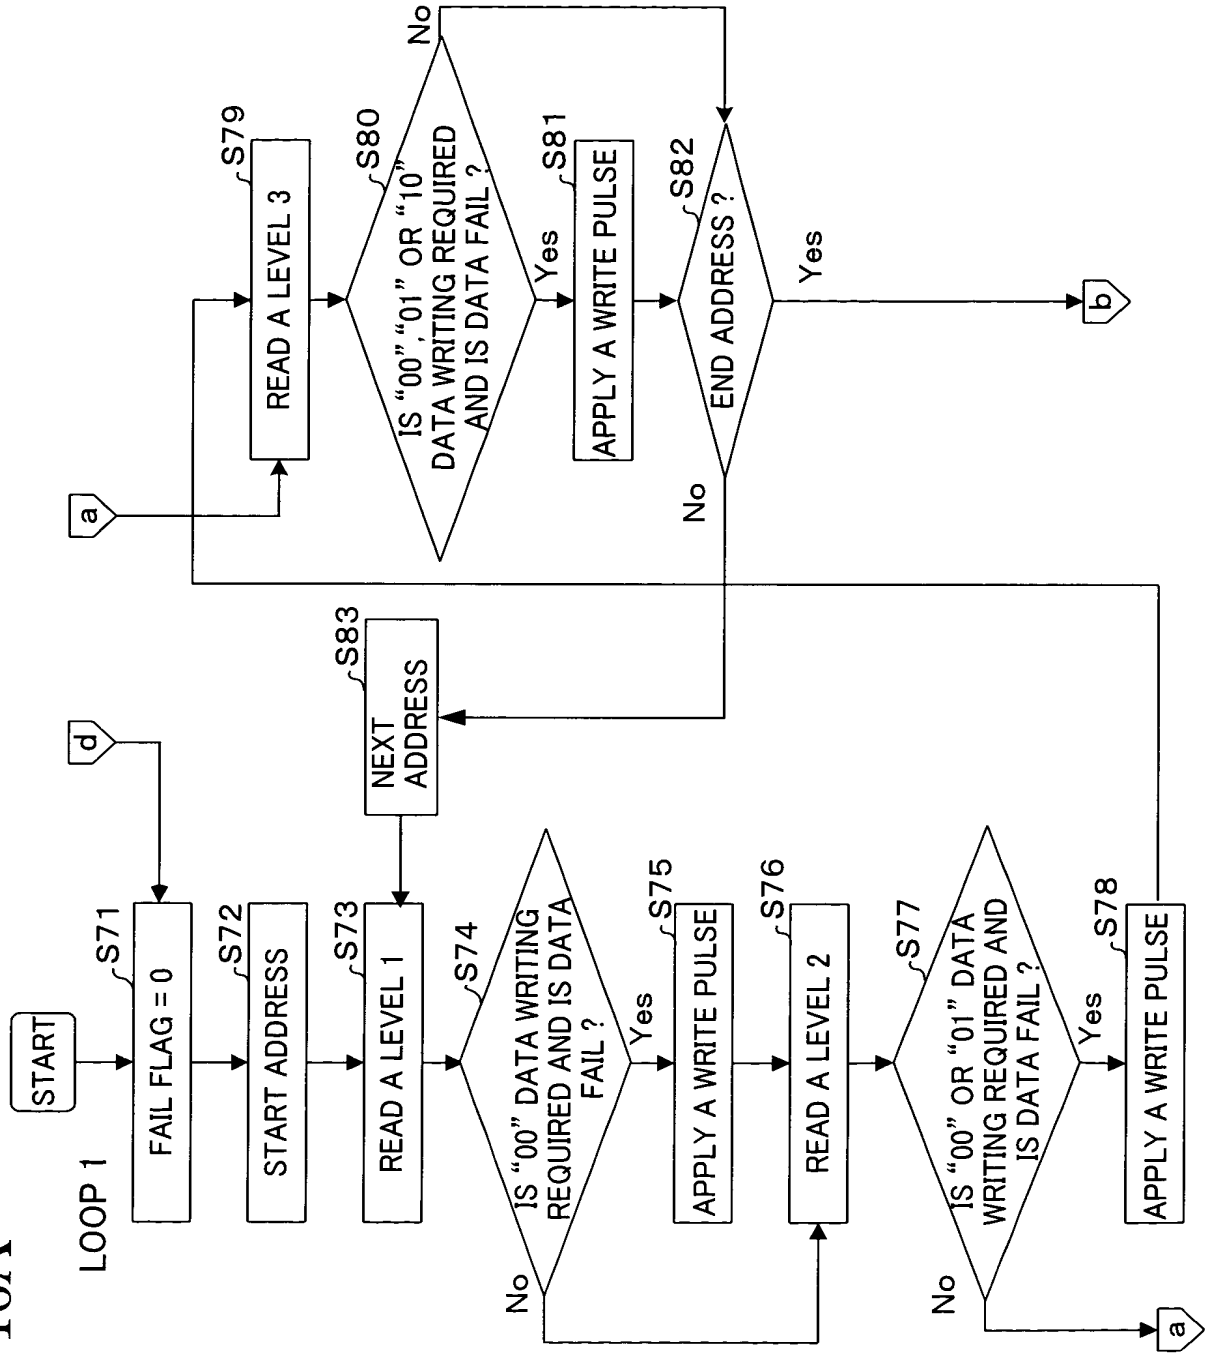 LOOP 1
START
S71
FAIL FLAG = 0
d
S72
START ADDRESS
S73
READ A LEVEL 1
S83
NEXT
ADDRESS
S74
IS “00” DATA WRITING
REQUIRED AND IS DATA
FAIL ?
No
Yes
S75
APPLY A WRITE PULSE
S76
READ A LEVEL 2
S77
IS “00” OR “01” DATA
WRITING REQUIRED AND
IS DATA FAIL ?
No
Yes
a
S78
APPLY A WRITE PULSE
a
S79
READ A LEVEL 3
S80
IS “00”,“01” OR “10”
DATA WRITING REQUIRED
AND IS DATA FAIL ?
No
Yes
S81
APPLY A WRITE PULSE
S82
END ADDRESS ?
No
Yes
b